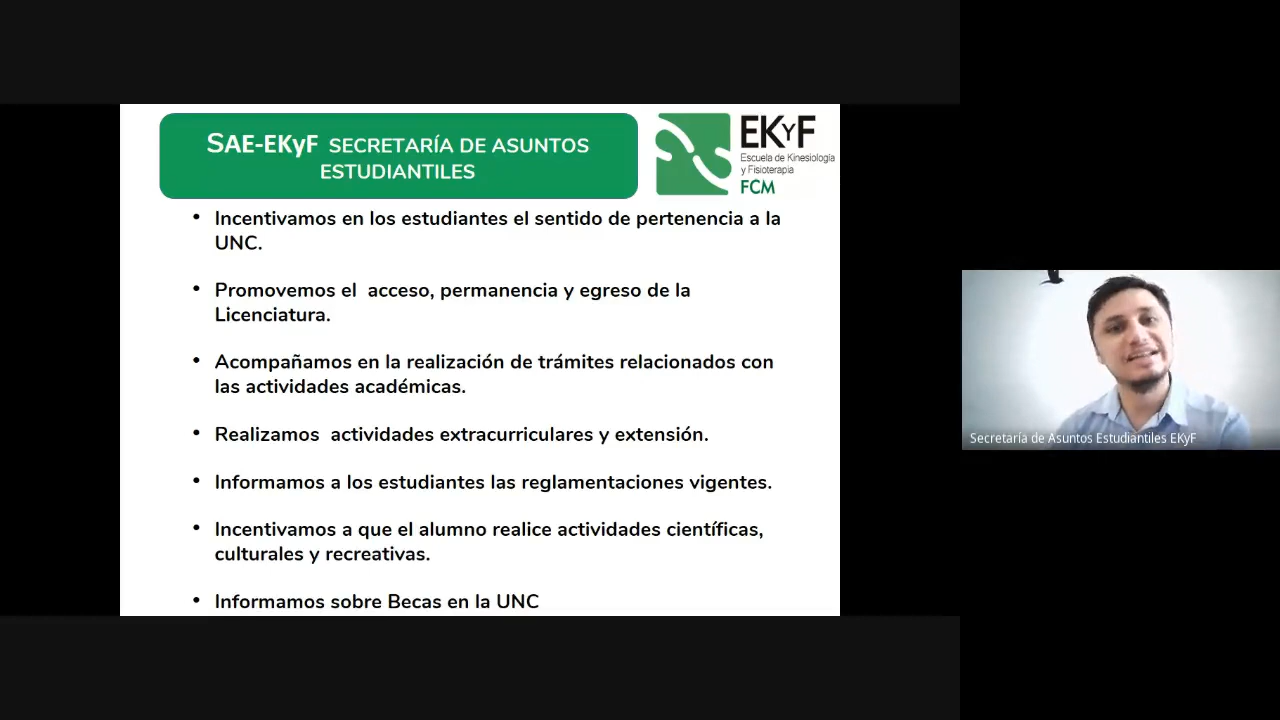 SAE-EKyF SECRETARÍA DE ASUNTOS
ESTUDIANTILES
EKYF
Escuela de Kinesiología
y Fisioterapia
FCM
• Incentivamos en los estudiantes el sentido de pertenencia a la
UNC.
• Promovemos el acceso, permanencia y egreso de la
Licenciatura.
• Acompañamos en la realización de trámites relacionados con
las actividades académicas.
• Realizamos actividades extracurriculares y extensión.
• Informamos a los estudiantes las reglamentaciones vigentes.
• Incentivamos a que el alumno realice actividades científicas,
culturales y recreativas.
• Informamos sobre Becas en la UNC
Secretaría de Asuntos Estudiantiles EKyF